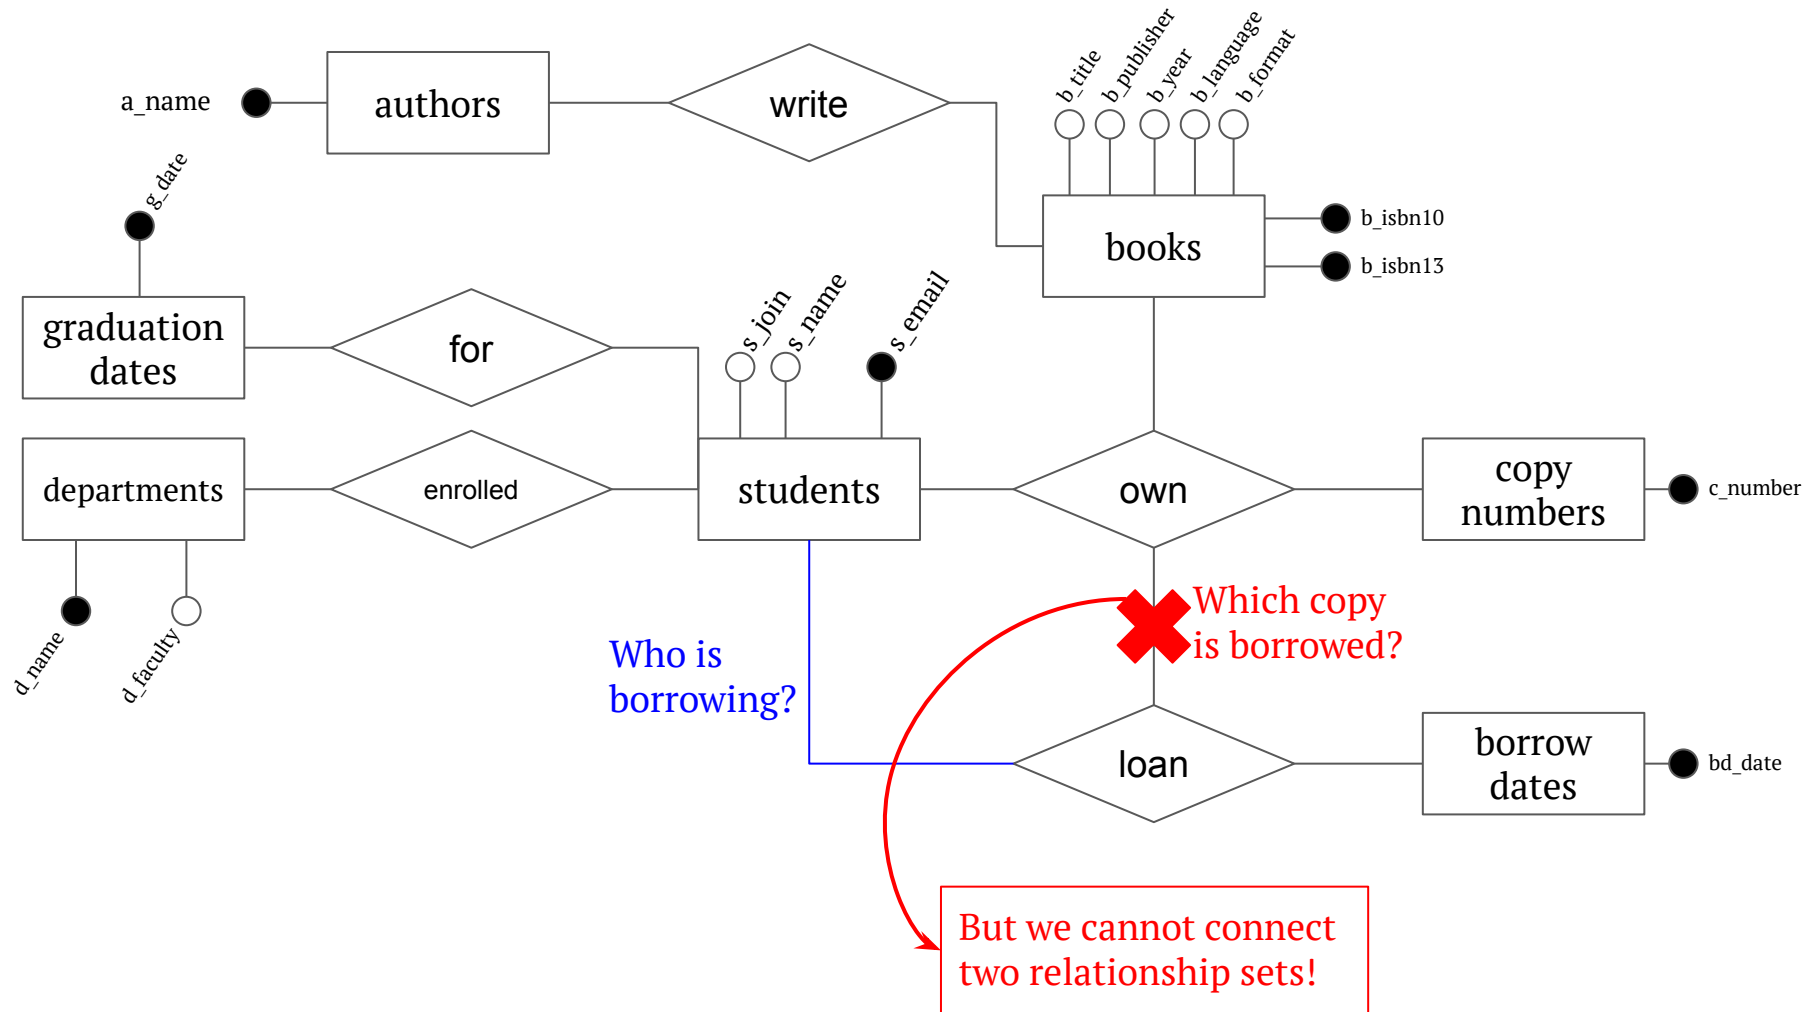 b_title
b_publisher
b_year
b_language
b_format
a_name
authors
write
g_date
b_isbn10
books
b_isbn13
s_join
s_name
s_email
graduation
dates
for
departments
enrolled
students
own
copy
numbers
c_number
d_name
d_faculty
Who is
borrowing?
Which copy
is borrowed?
loan
borrow
dates
bd_date
But we cannot connect
two relationship sets!